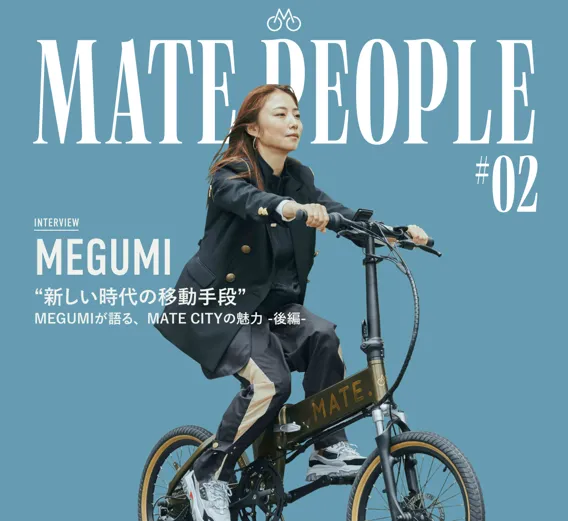 MATE PEOPLE
#02
INTERVIEW
MEGUMI
“新しい時代の移動手段”
MEGUMIが語る、MATE CITYの魅力 -後編-
MATE.